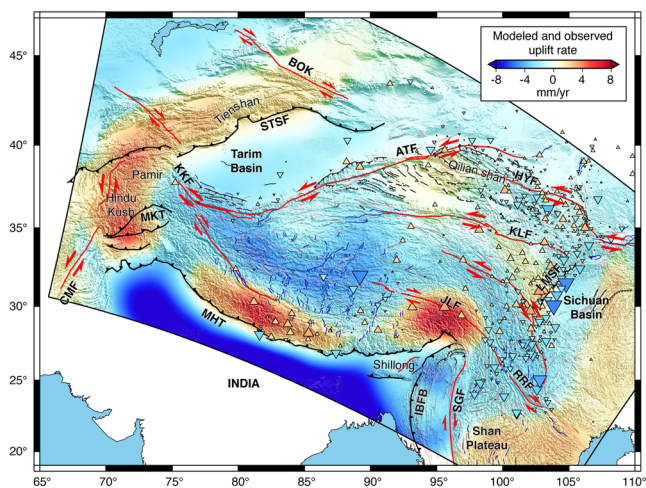 Modeled and observed
uplift rate
-8 -4 0 4 8
mm/yr
45°
40°
35°
30°
25°
20°
65° 70° 75° 80° 85° 90° 95° 100° 105° 110°
BOK
Tienshan
STSF
Tarim
Basin
ATF
Qilian shan
HYF
Pamir
KKF
Hindu
Kush
MKT
KLF
LMSF
CMF
MHT
JLF
Sichuan
Basin
Shillong
INDIA
IBFB
SGF
RRF
Shan
Plateau